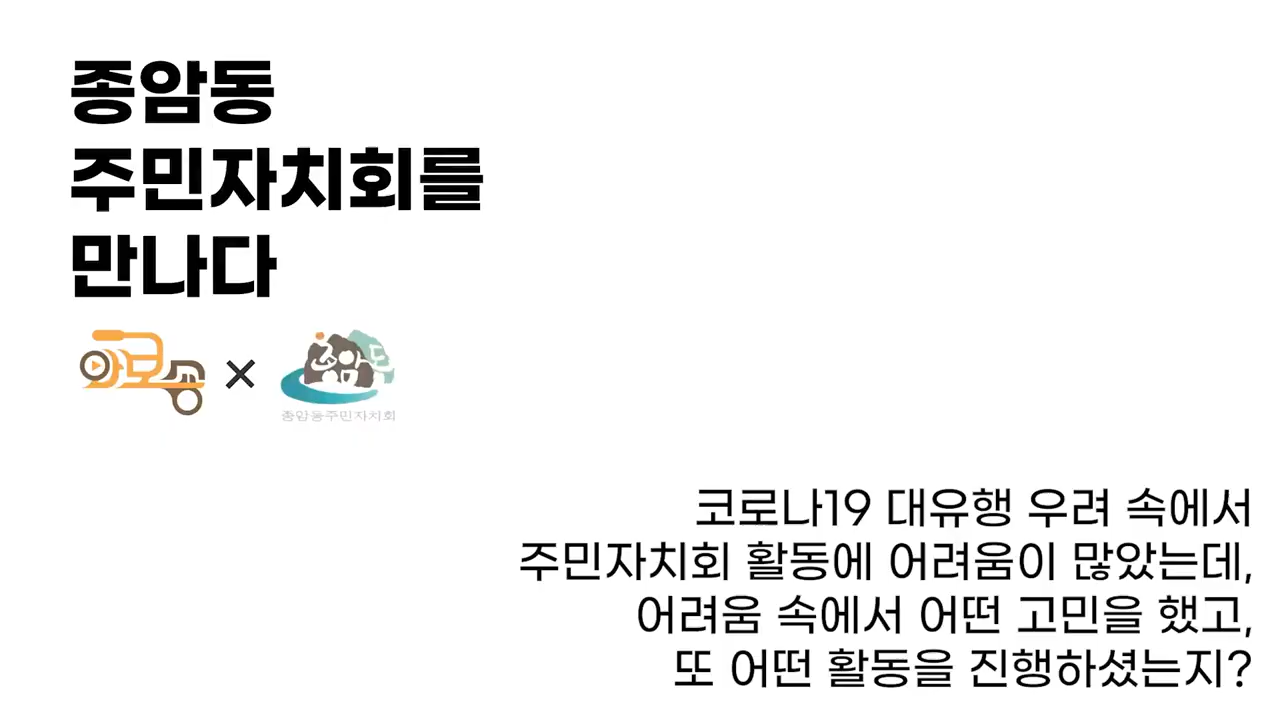 종암동
주민자치회를
만나다
×
종암동
종암동주민자치회
코로나19 대유행 우려 속에서
주민자치회 활동에 어려움이 많았는데,
어려움 속에서 어떤 고민을 했고,
또 어떤 활동을 진행하셨는지?